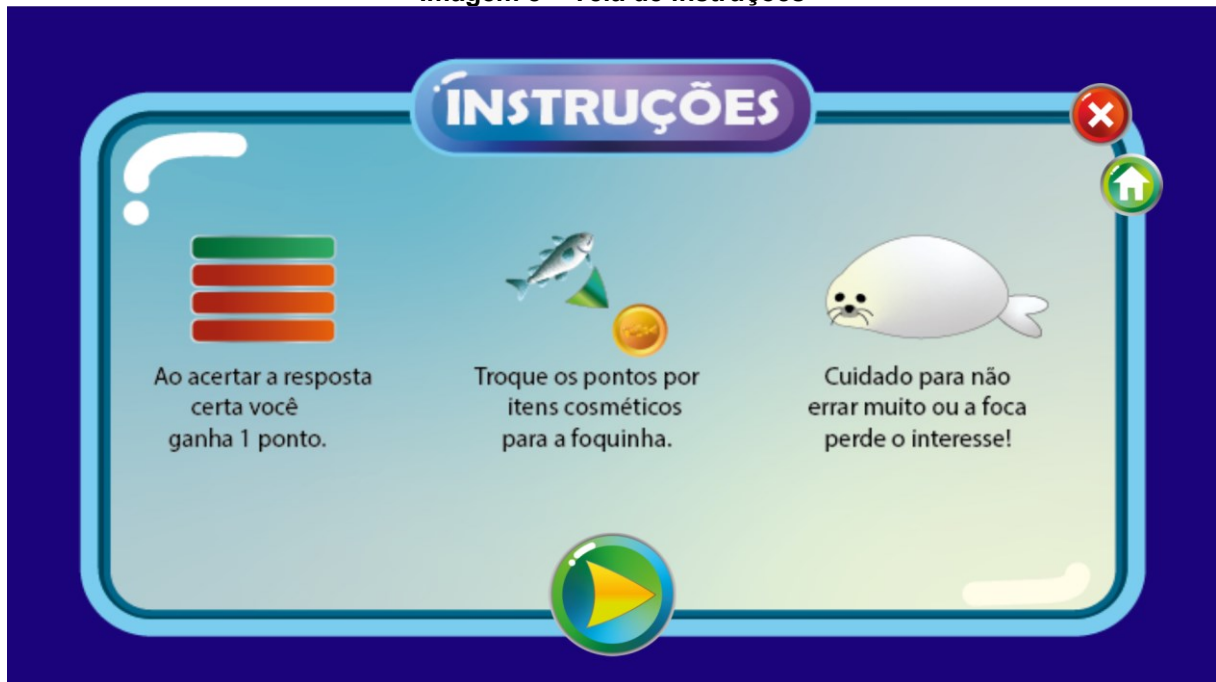 INSTRUÇÕES
Ao acertar a resposta
certa você
ganha 1 ponto.
Troque os pontos por
itens cosméticos
para a foquinha.
Cuidado para não
errar muito ou a foca
perde o interesse!